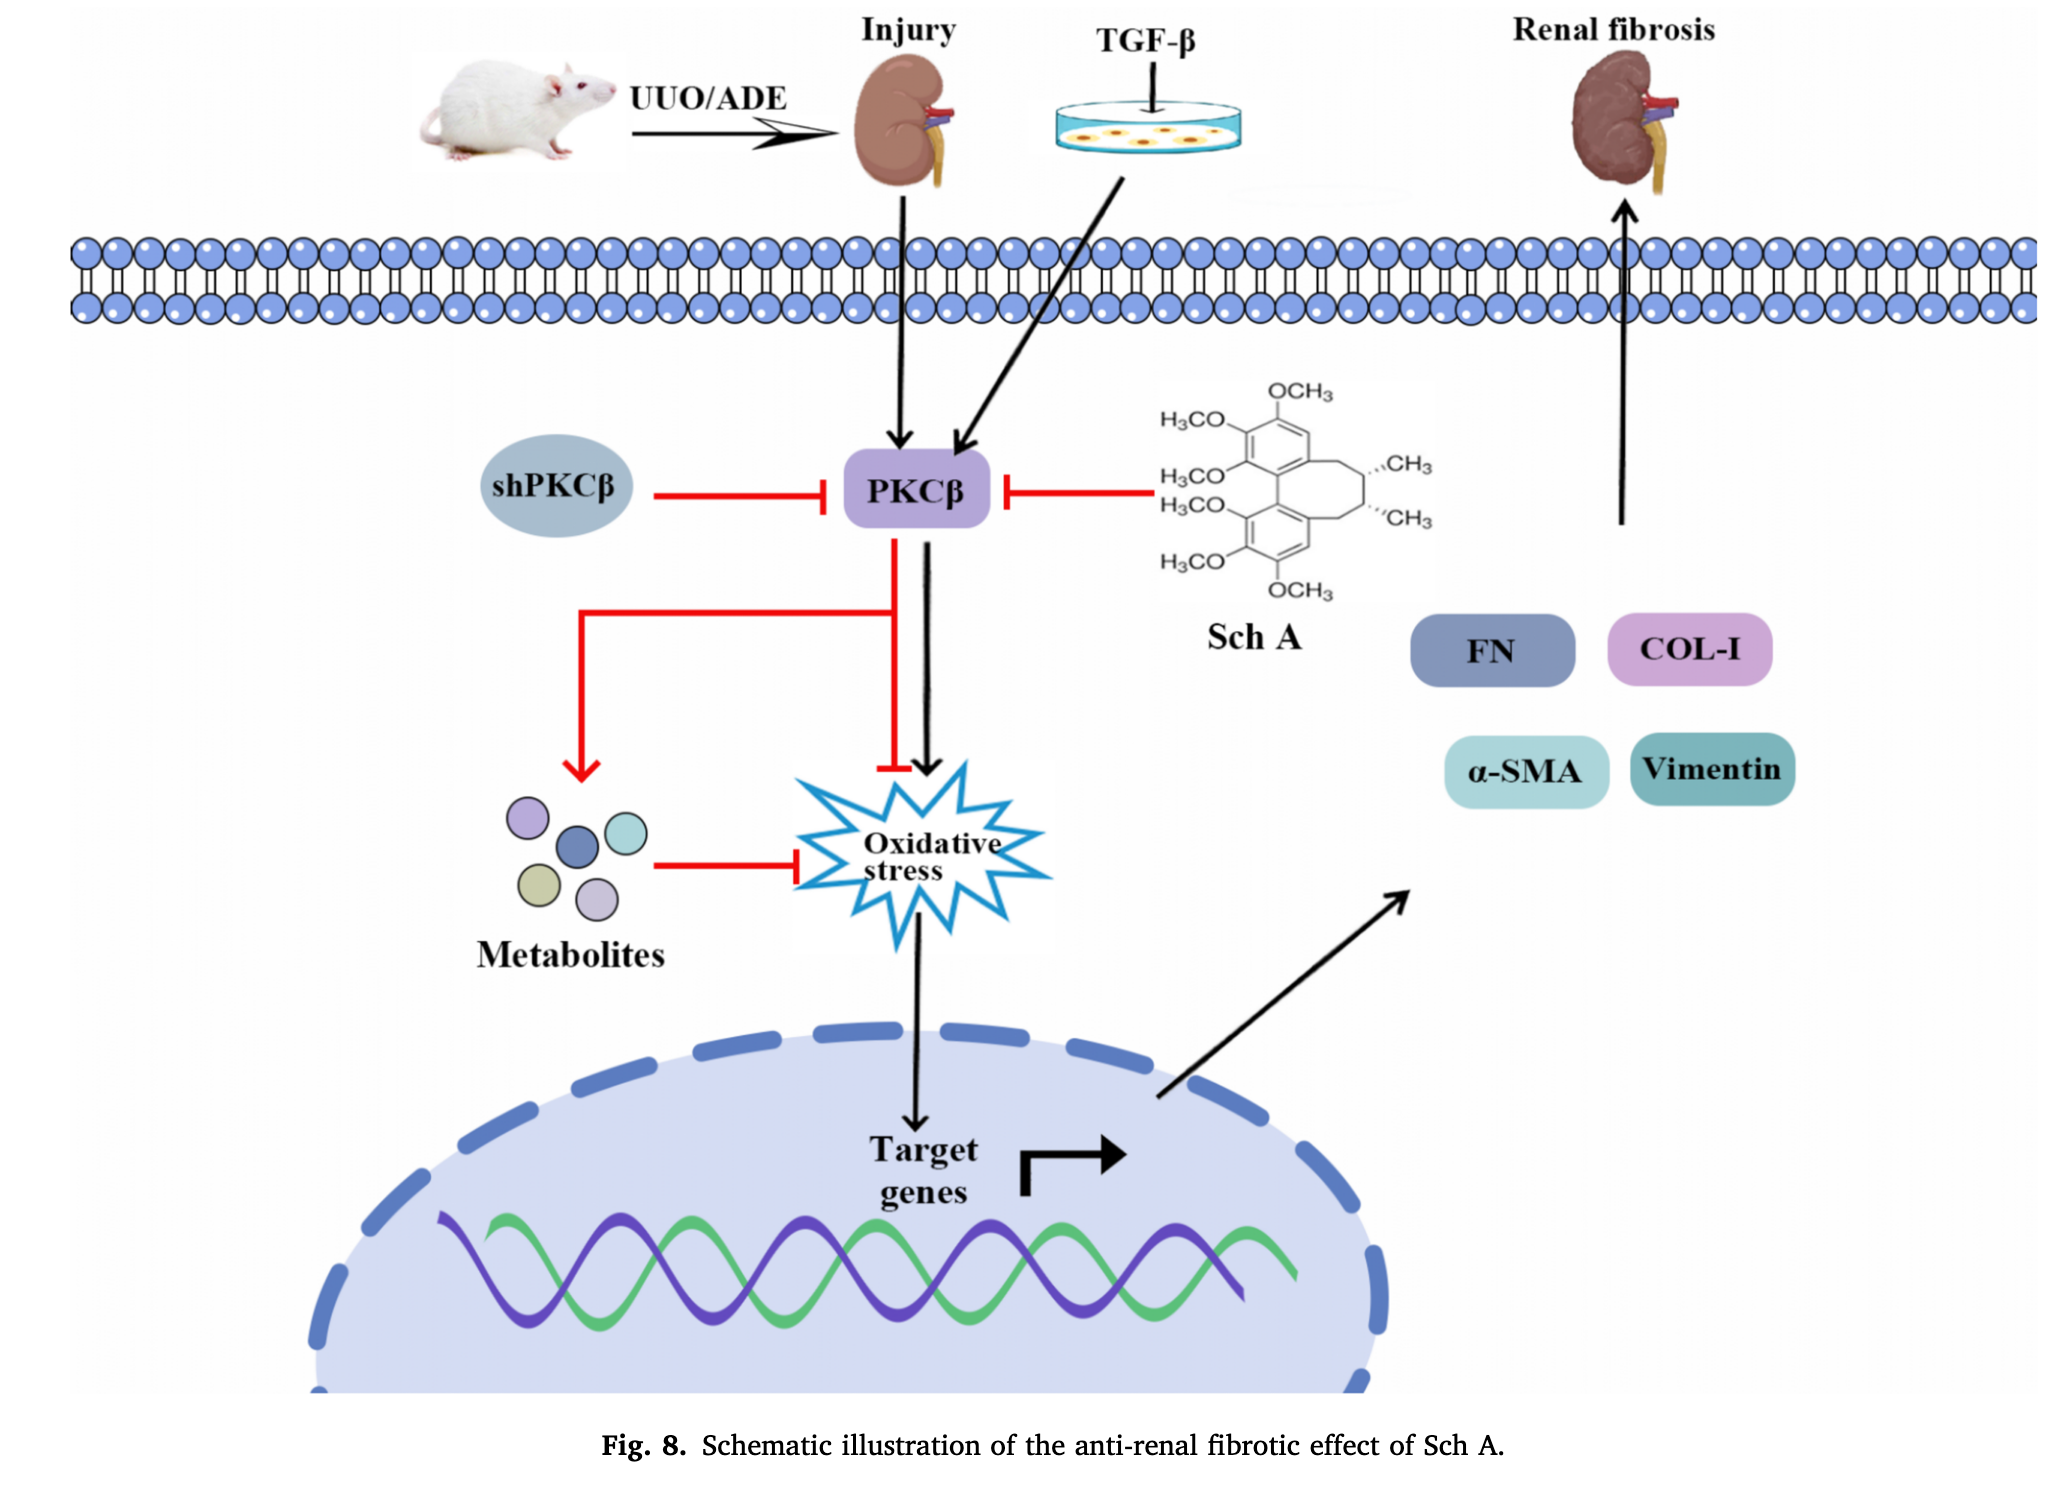 Injury
TGF-β
Renal fibrosis
UUO/ADE
shPKCβ
PKCβ
OCH₃
H₃CO
H₃CO
H₃CO
H₃CO
OCH₃
CH₃
CH₃
Sch A
FN
COL-I
α-SMA
Vimentin
Oxidative
stress
Metabolites
Target
genes
Fig. 8. Schematic illustration of the anti-renal fibrotic effect of Sch A.